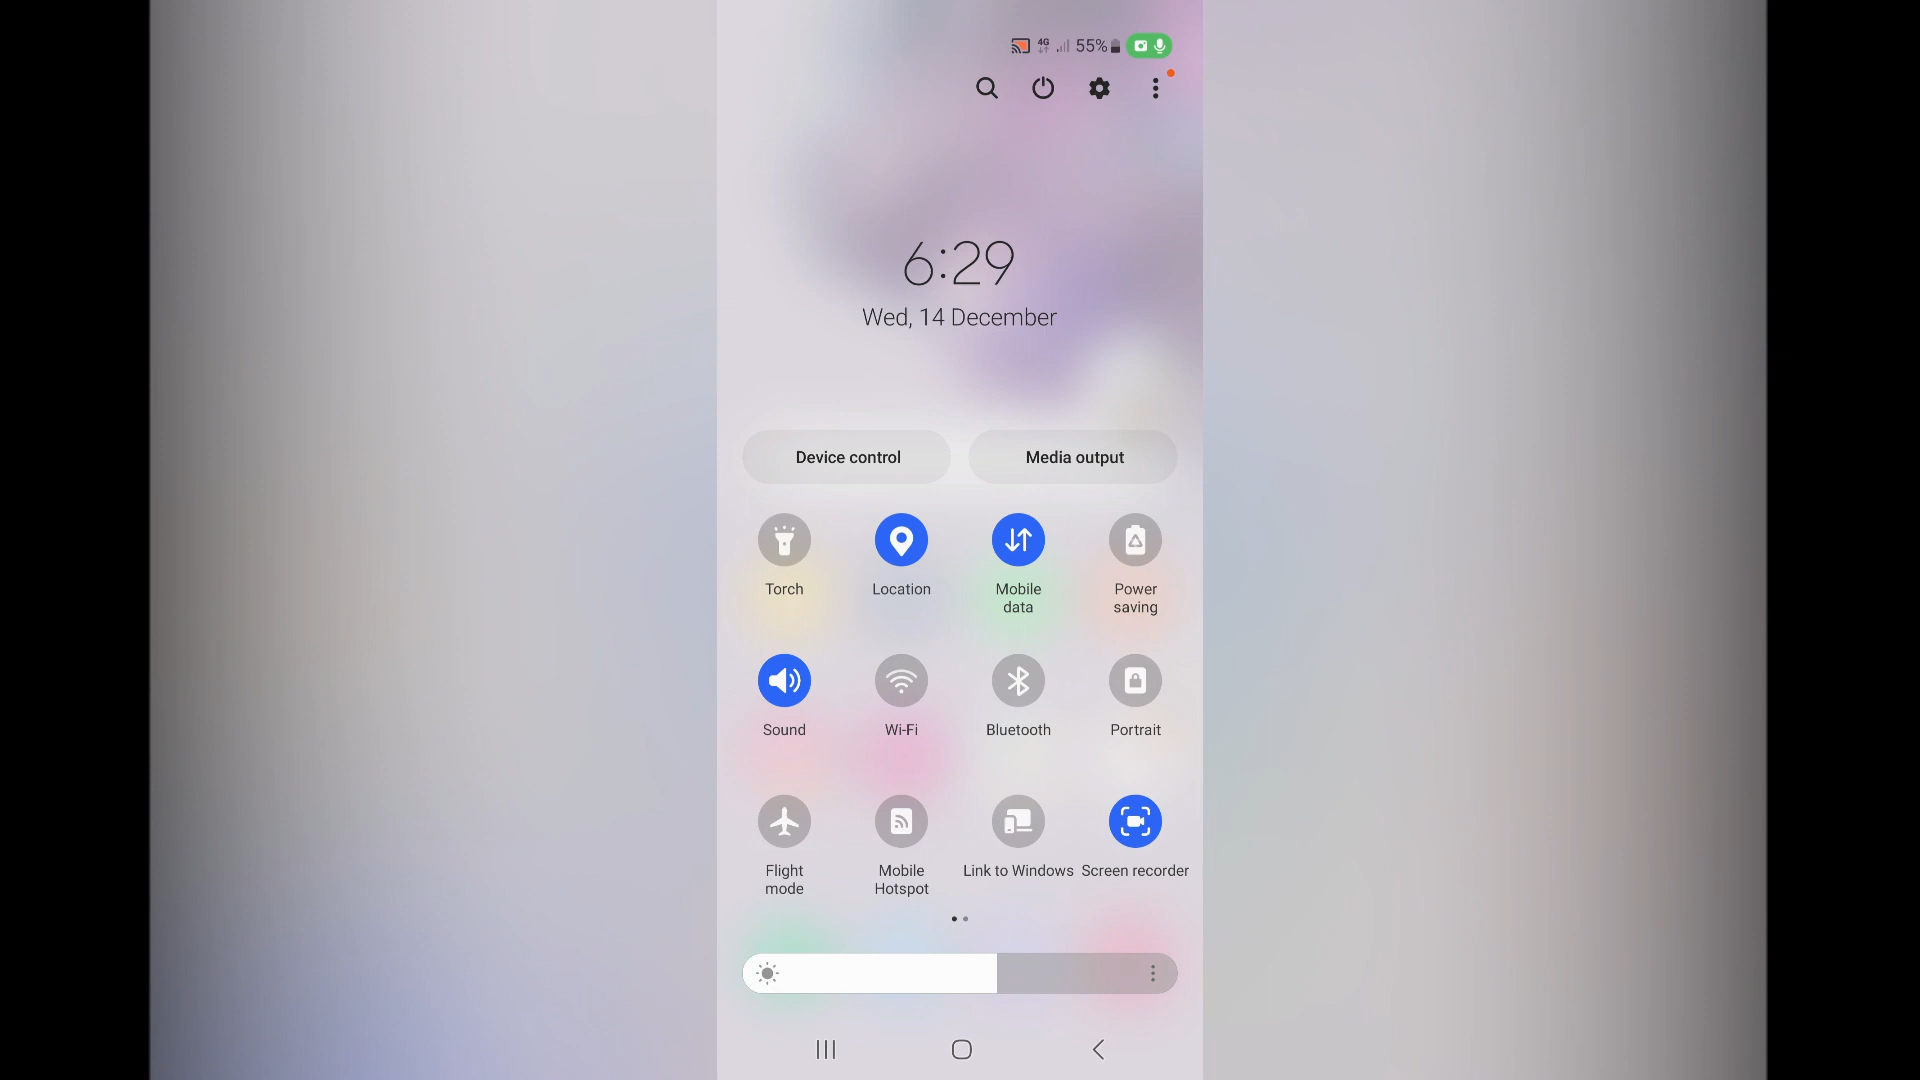 4G 55%
6:29
Wed, 14 December
Device control Media output
Torch Location Mobile data Power saving
Sound Wi-Fi Bluetooth Portrait
Flight mode Mobile Hotspot Link to Windows Screen recorder